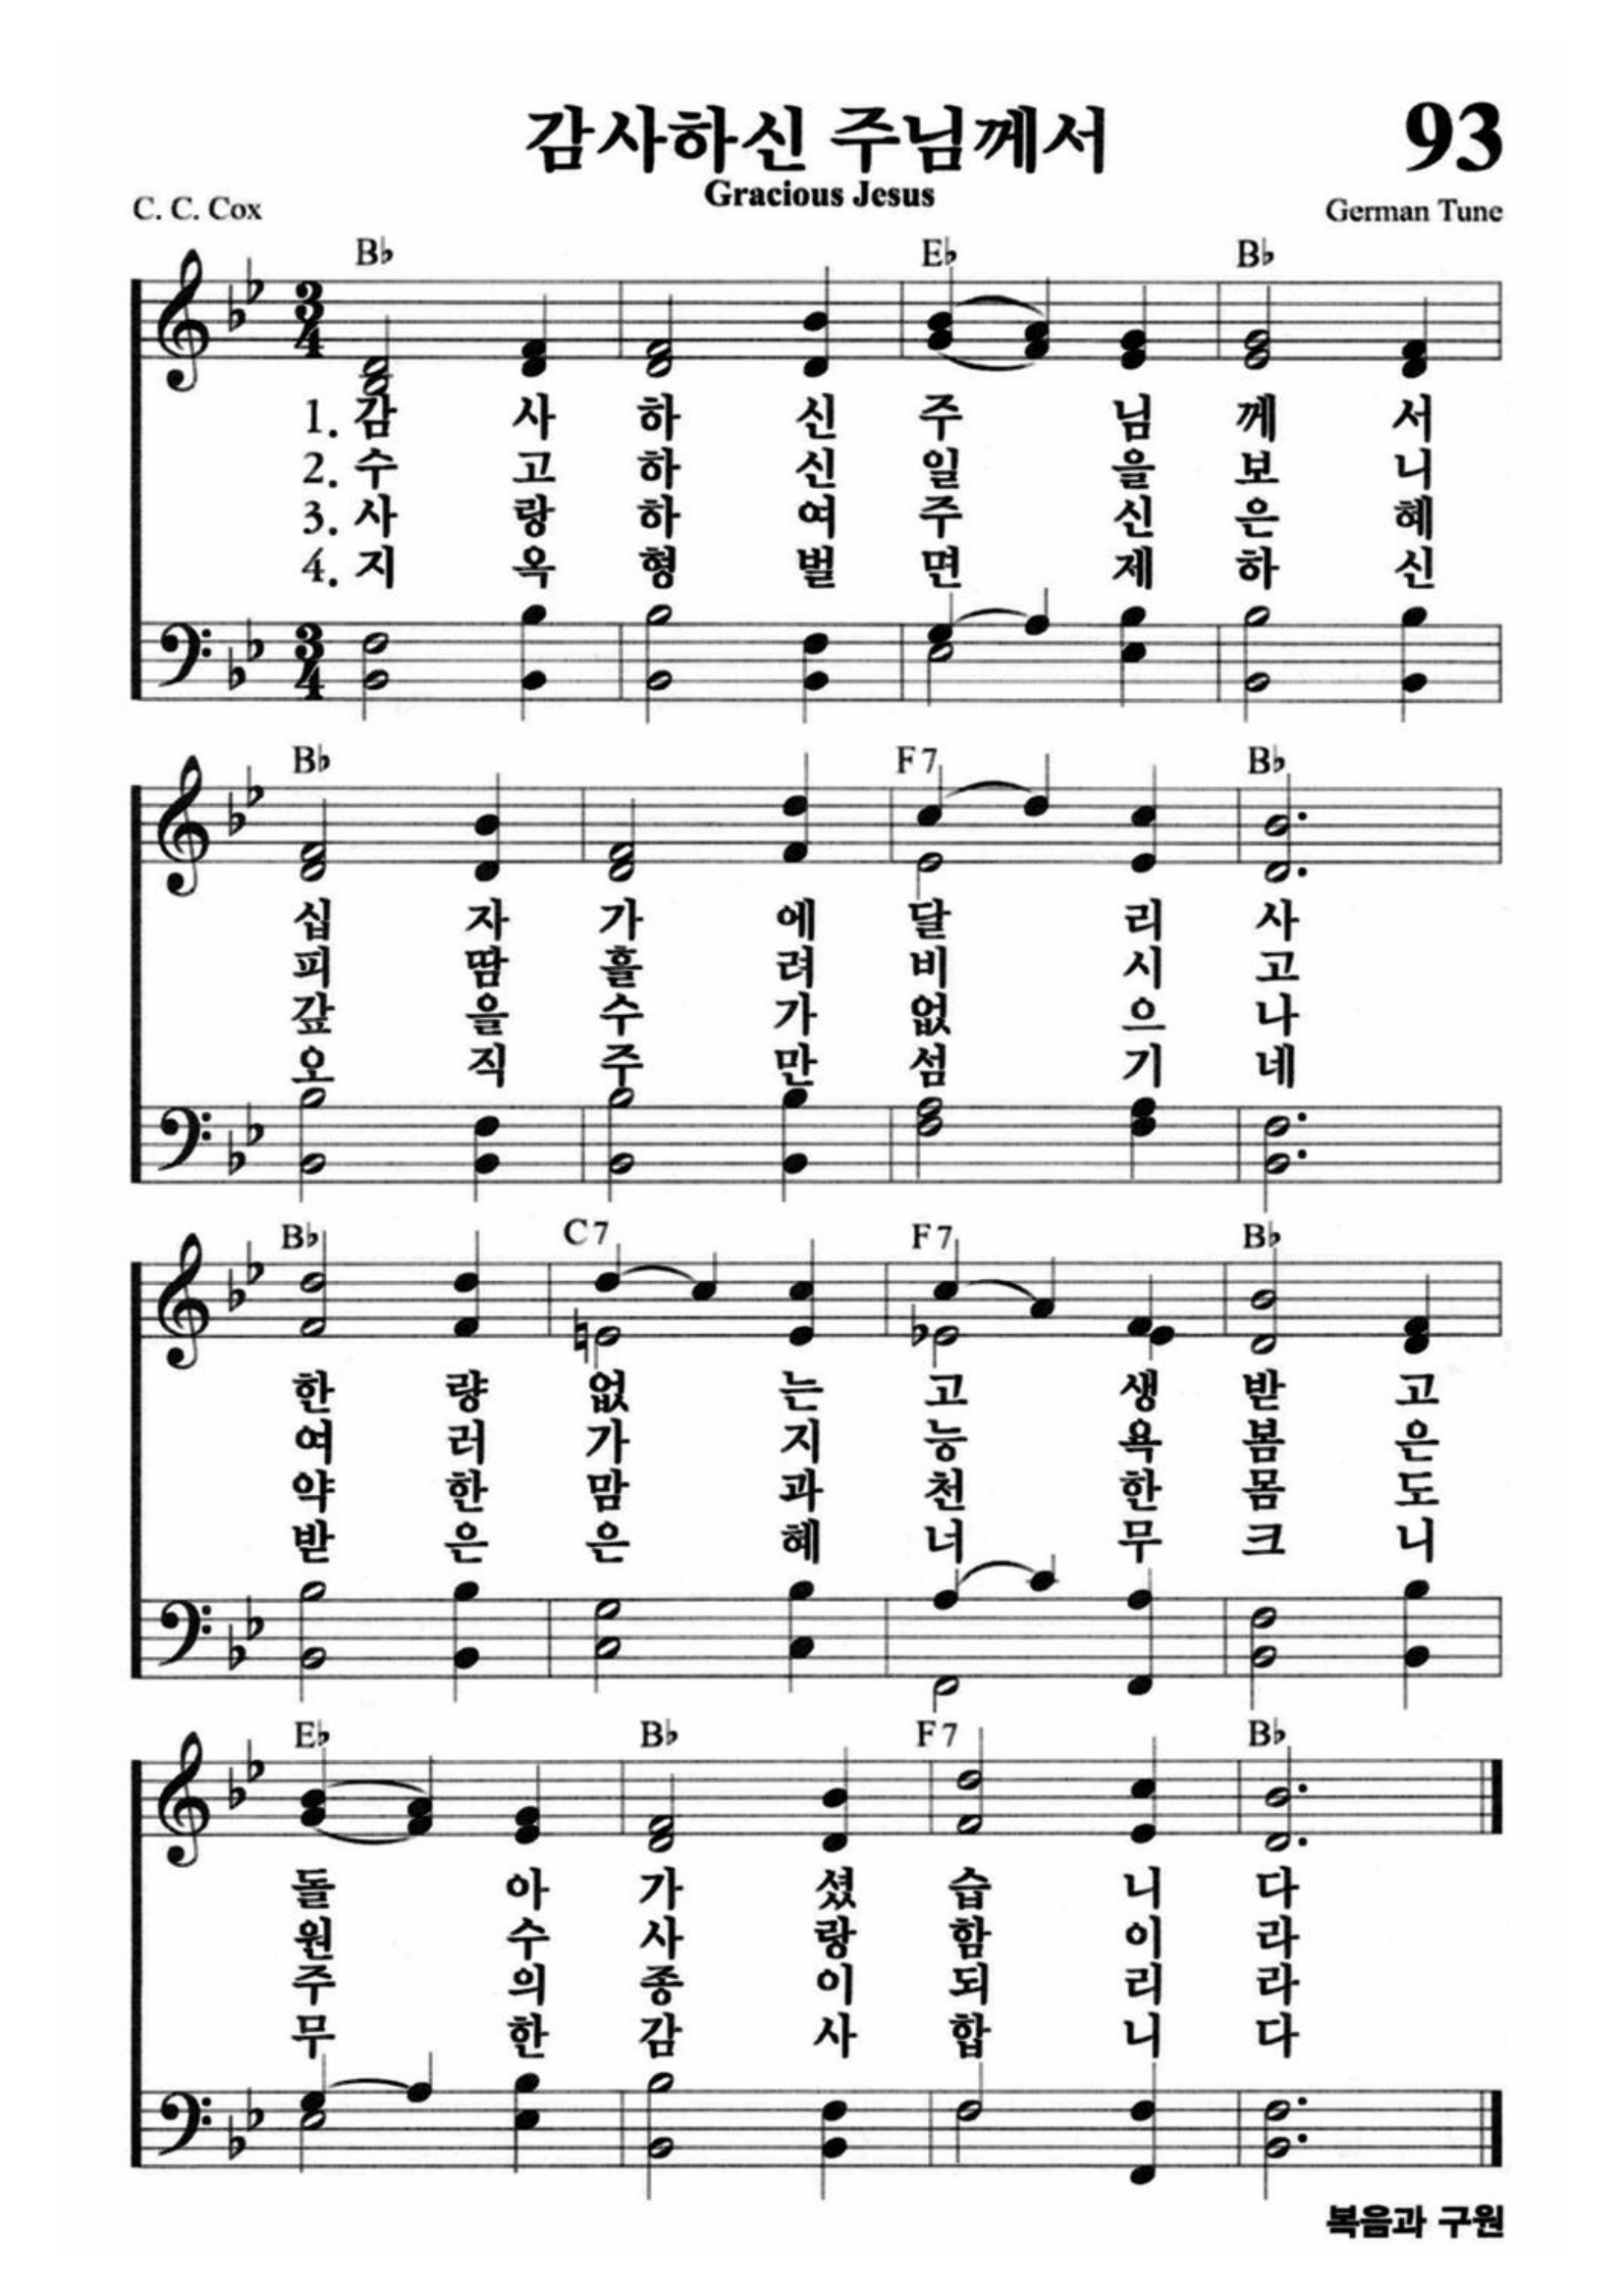 감사하신 주님께서
93
Gracious Jesus
C. C. Cox
German Tune
B♭ E♭ B♭
3 4
1. 감 사 하 신 주 님 께 서
2. 수 고 하 신 일 을 보 니
3. 사 랑 하 여 주 신 은 혜
4. 지 옥 형 벌 면 제 하 신
3 4
B♭ F7 B♭
십 자 가 에 달 리 사
피 땀 흘 려 비 시 고
갚 을 수 가 없 으 나
오 직 주 만 섬 기 네
B♭ C7 F7 B♭
한 량 없 는 고 생 받 고
여 러 가 지 능 욕 봄 은
약 한 맘 과 천 한 몸 도
받 은 은 혜 너 무 크 니
E♭ B♭ F7 B♭
돌 아 가 셨 습 니 다
원 수 사 랑 함 이 라
주 의 종 이 되 리 라
무 한 감 사 합 니 다
복음과 구원